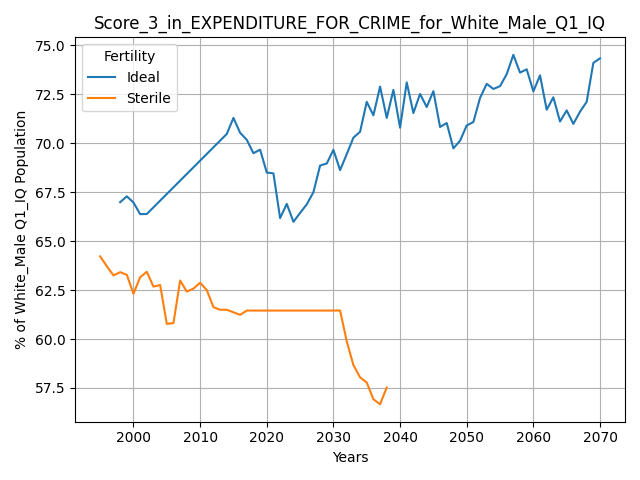 Score_3_in_EXPENDITURE_FOR_CRIME_for_White_Male_Q1_IQ
Fertility
Ideal
Sterile
% of White_Male Q1_IQ Population
75.0
72.5
70.0
67.5
65.0
62.5
60.0
57.5
2000 2010 2020 2030 2040 2050 2060 2070
Years